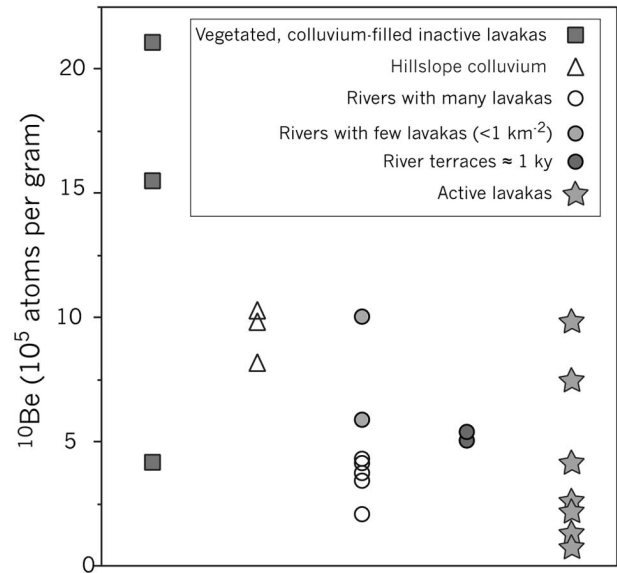 Vegetated, colluvium-filled inactive lavakas
Hillslope colluvium
Rivers with many lavakas
Rivers with few lavakas (<1 km⁻²)
River terraces ≈ 1 ky
Active lavakas
¹⁰Be (10⁵ atoms per gram)
20
15
10
5
0